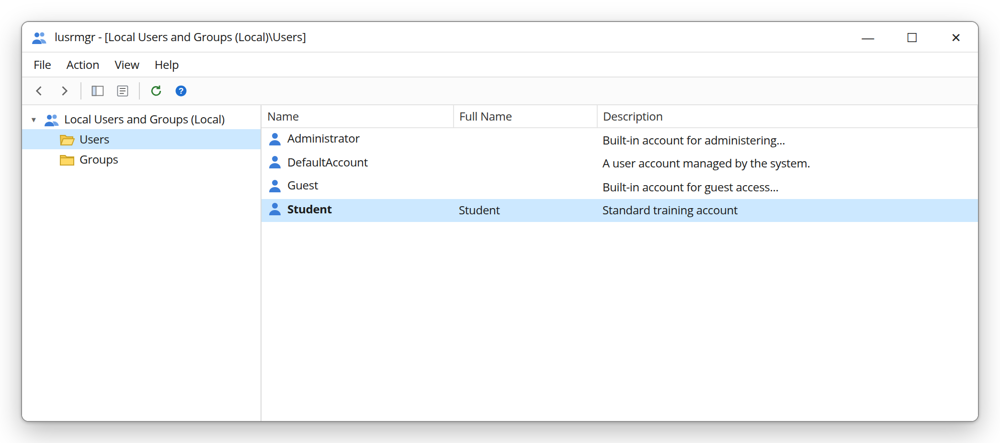 lusrmgr - [Local Users and Groups (Local)\Users]
File Action View Help
Local Users and Groups (Local)
Users
Groups
Name Full Name Description
Administrator Built-in account for administering...
DefaultAccount A user account managed by the system.
Guest Built-in account for guest access...
Student Student Standard training account